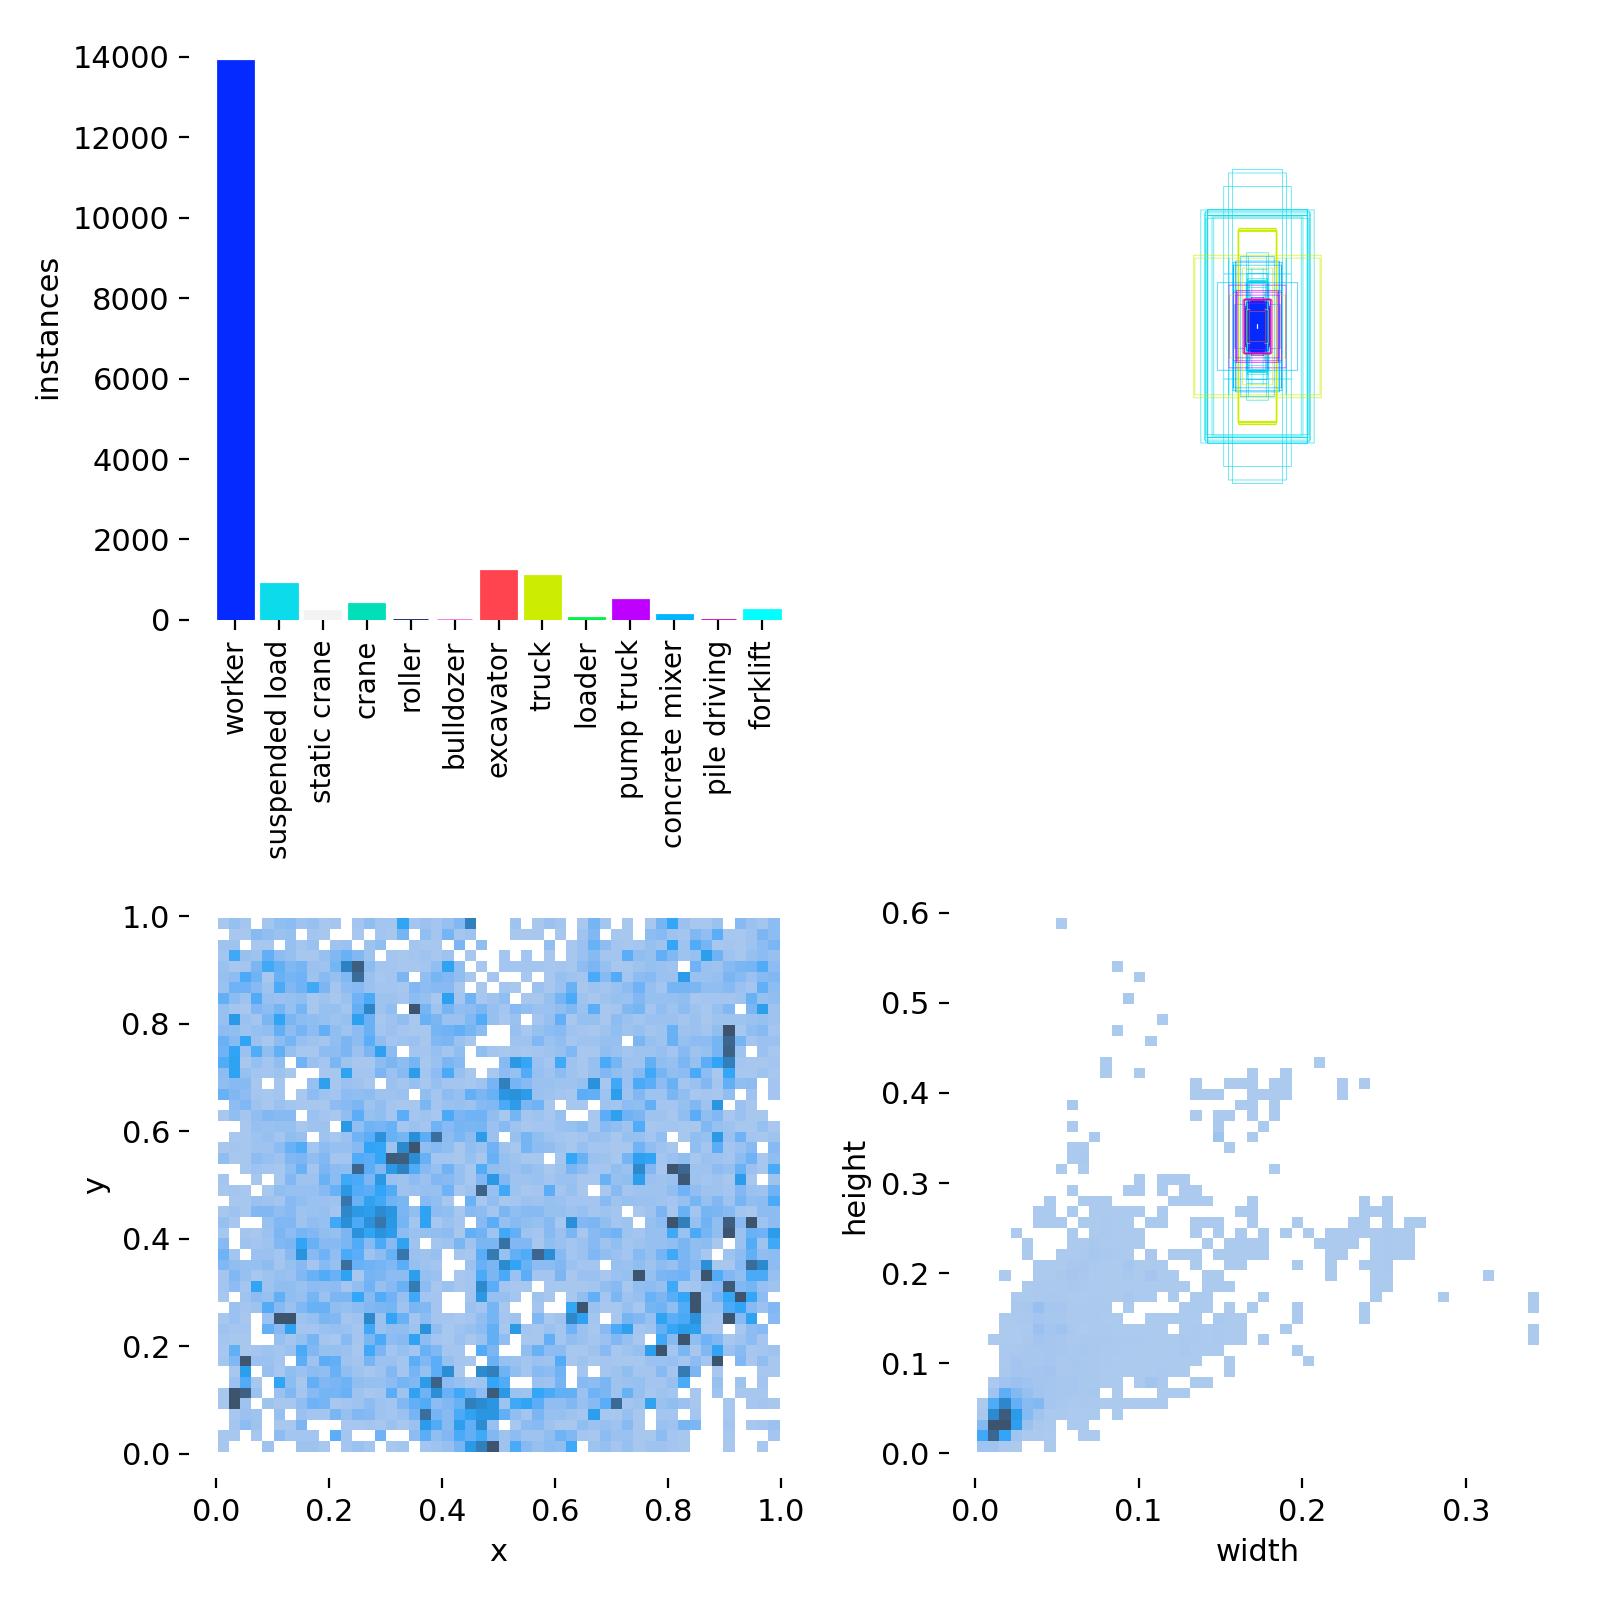 14000
12000
10000
8000
6000
4000
2000
0
instances
worker
suspended load
static crane
crane
roller
bulldozer
excavator
truck
loader
pump truck
concrete mixer
pile driving
forklift
1.0
0.8
0.6
0.4
0.2
0.0
y
0.0 0.2 0.4 0.6 0.8 1.0
x
0.6
0.5
0.4
0.3
0.2
0.1
0.0
height
0.0 0.1 0.2 0.3
width